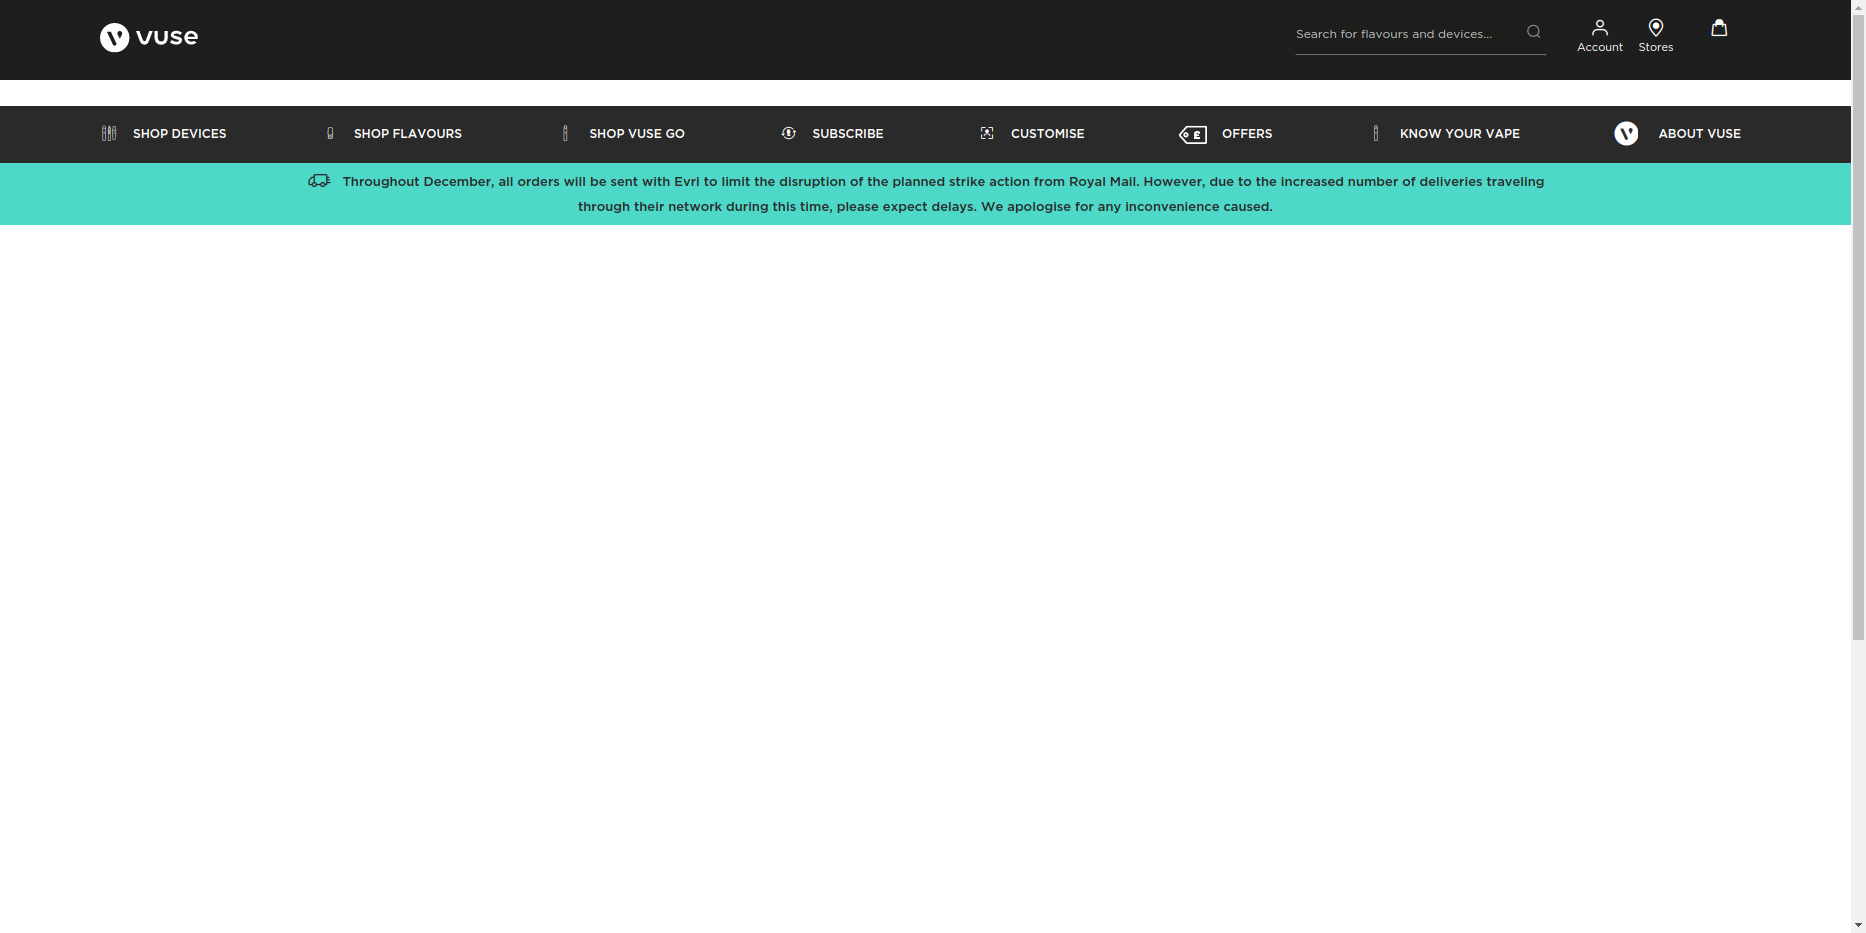 vuse
Search for flavours and devices...
Account
Stores
SHOP DEVICES
SHOP FLAVOURS
SHOP VUSE GO
SUBSCRIBE
CUSTOMISE
£
OFFERS
KNOW YOUR VAPE
ABOUT VUSE
Throughout December, all orders will be sent with Evri to limit the disruption of the planned strike action from Royal Mail. However, due to the increased number of deliveries traveling
through their network during this time, please expect delays. We apologise for any inconvenience caused.